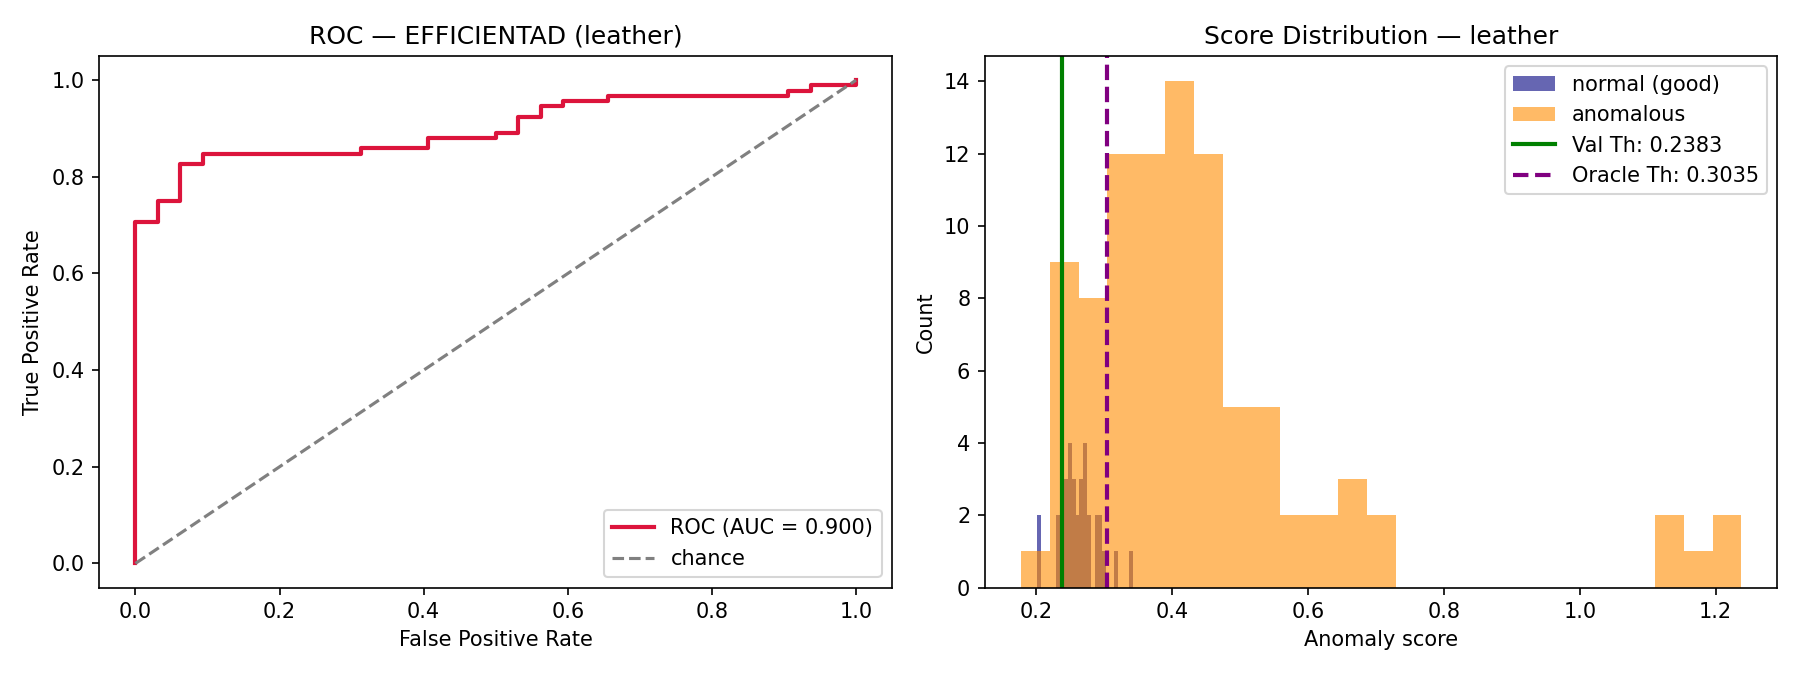 ROC — EFFICIENTAD (leather)
True Positive Rate
1.0
0.8
0.6
0.4
0.2
0.0
ROC (AUC = 0.900)
chance
0.0 0.2 0.4 0.6 0.8 1.0
False Positive Rate
Score Distribution — leather
Count
14
12
10
8
6
4
2
0
normal (good)
anomalous
Val Th: 0.2383
Oracle Th: 0.3035
0.2 0.4 0.6 0.8 1.0 1.2
Anomaly score